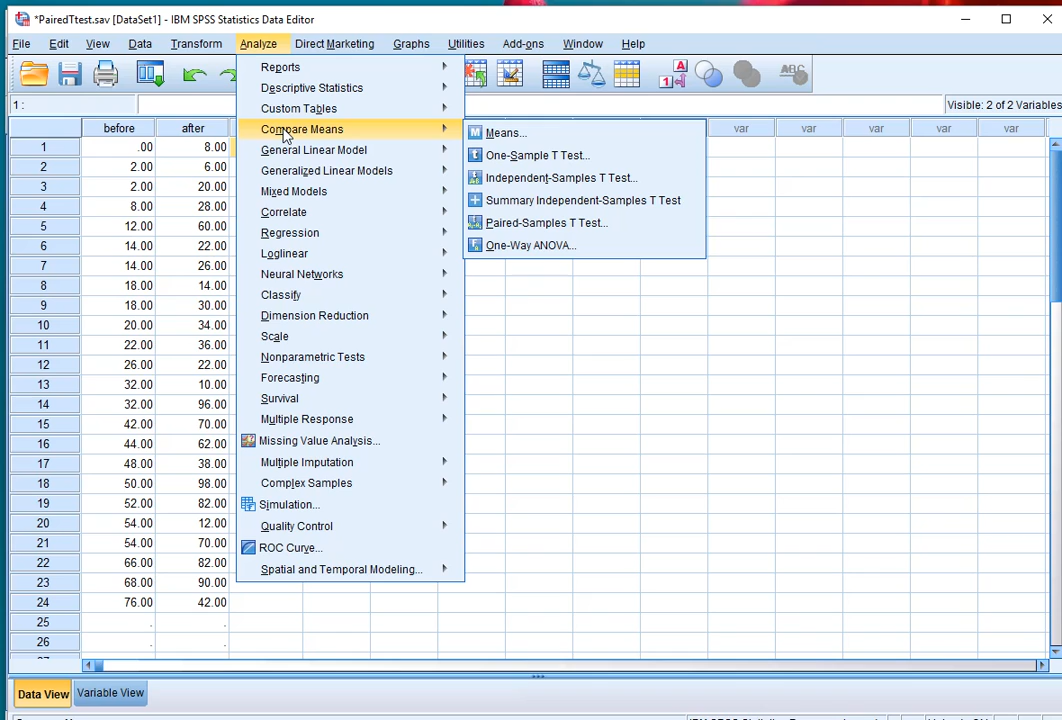 *PairedTtest.sav [DataSet1] - IBM SPSS Statistics Data Editor
File Edit View Data Transform Analyze Direct Marketing Graphs Utilities Add-ons Window Help
1 :
Visible: 2 of 2 Variables
before after var var var var var
1 .00 8.00
2 2.00 6.00
3 2.00 20.00
4 8.00 28.00
5 12.00 60.00
6 14.00 22.00
7 14.00 26.00
8 18.00 14.00
9 18.00 30.00
10 20.00 34.00
11 22.00 36.00
12 26.00 22.00
13 32.00 10.00
14 32.00 96.00
15 42.00 70.00
16 44.00 62.00
17 48.00 38.00
18 50.00 98.00
19 52.00 82.00
20 54.00 12.00
21 54.00 70.00
22 66.00 82.00
23 68.00 90.00
24 76.00 42.00
25 . .
26 . .
Reports
Descriptive Statistics
Custom Tables
Compare Means
General Linear Model
Generalized Linear Models
Mixed Models
Correlate
Regression
Loglinear
Neural Networks
Classify
Dimension Reduction
Scale
Nonparametric Tests
Forecasting
Survival
Multiple Response
Missing Value Analysis...
Multiple Imputation
Complex Samples
Simulation...
Quality Control
ROC Curve...
Spatial and Temporal Modeling...
Means...
One-Sample T Test...
Independent-Samples T Test...
Summary Independent-Samples T Test
Paired-Samples T Test...
One-Way ANOVA...
Data View Variable View